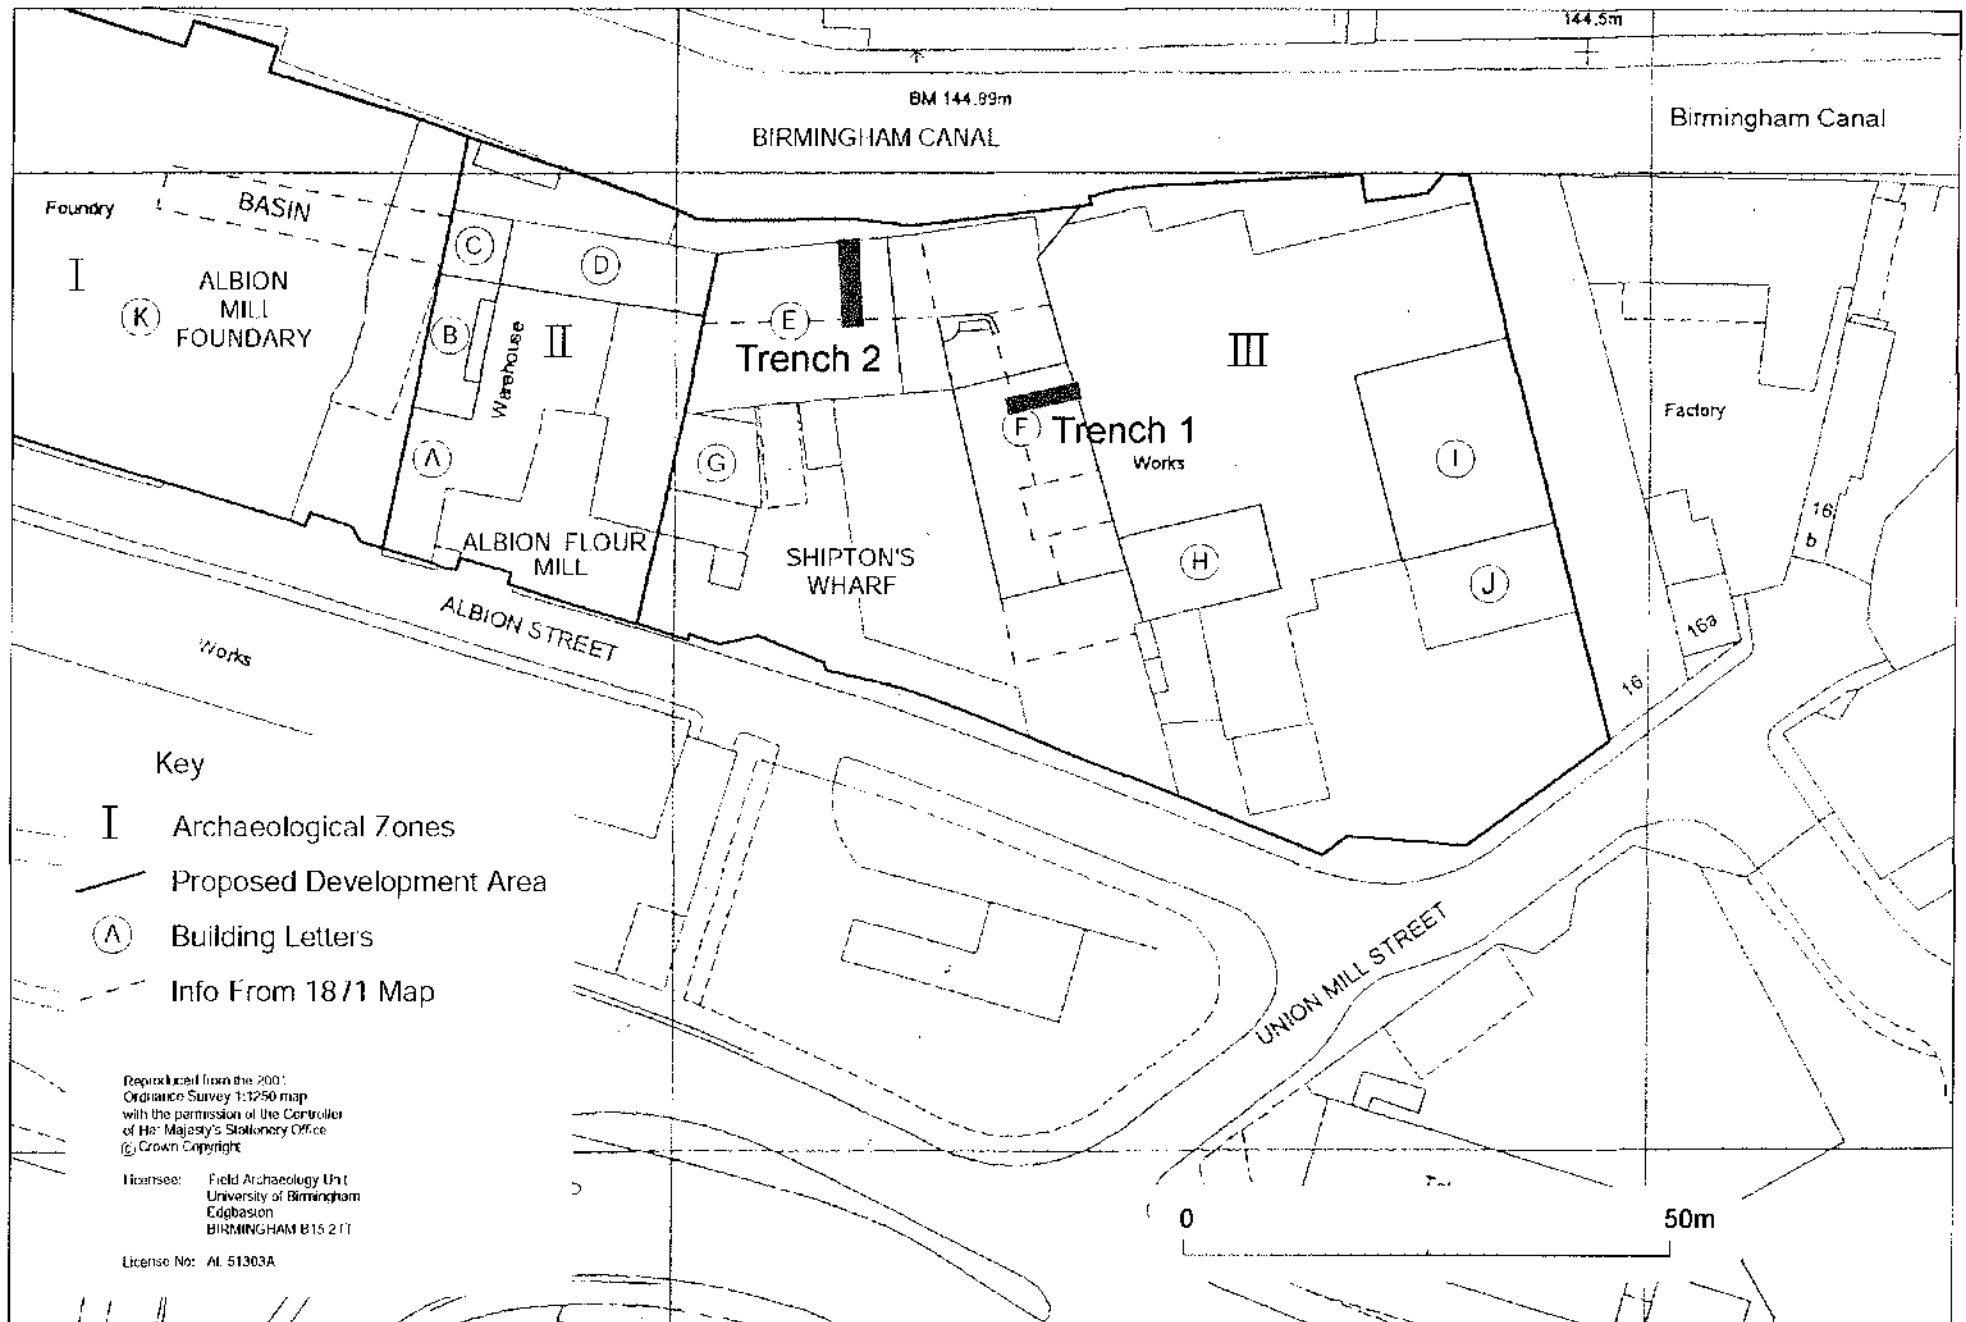 144.5m
BM 144.89m
BIRMINGHAM CANAL
Birmingham Canal
Foundry
BASIN
I
C
D
ALBION
MILL
FOUNDRY
K
B
Warehouse
II
E
Trench 2
III
F
Trench 1
Works
Factory
A
G
I
ALBION FLOUR
MILL
SHIPTON'S
WHARF
H
J
16
b
16a
16
ALBION STREET
Works
UNION MILL STREET
Key
I Archaeological Zones
Proposed Development Area
A Building Letters
Info From 1871 Map
Reproduced from the 2001
Ordnance Survey 1:1250 map
with the permission of the Controller
of Her Majesty's Stationery Office
© Crown Copyright
Licensee: Field Archaeology Unit
University of Birmingham
Edgbaston
BIRMINGHAM B15 2TT
License No: AL 51303A
0 50m